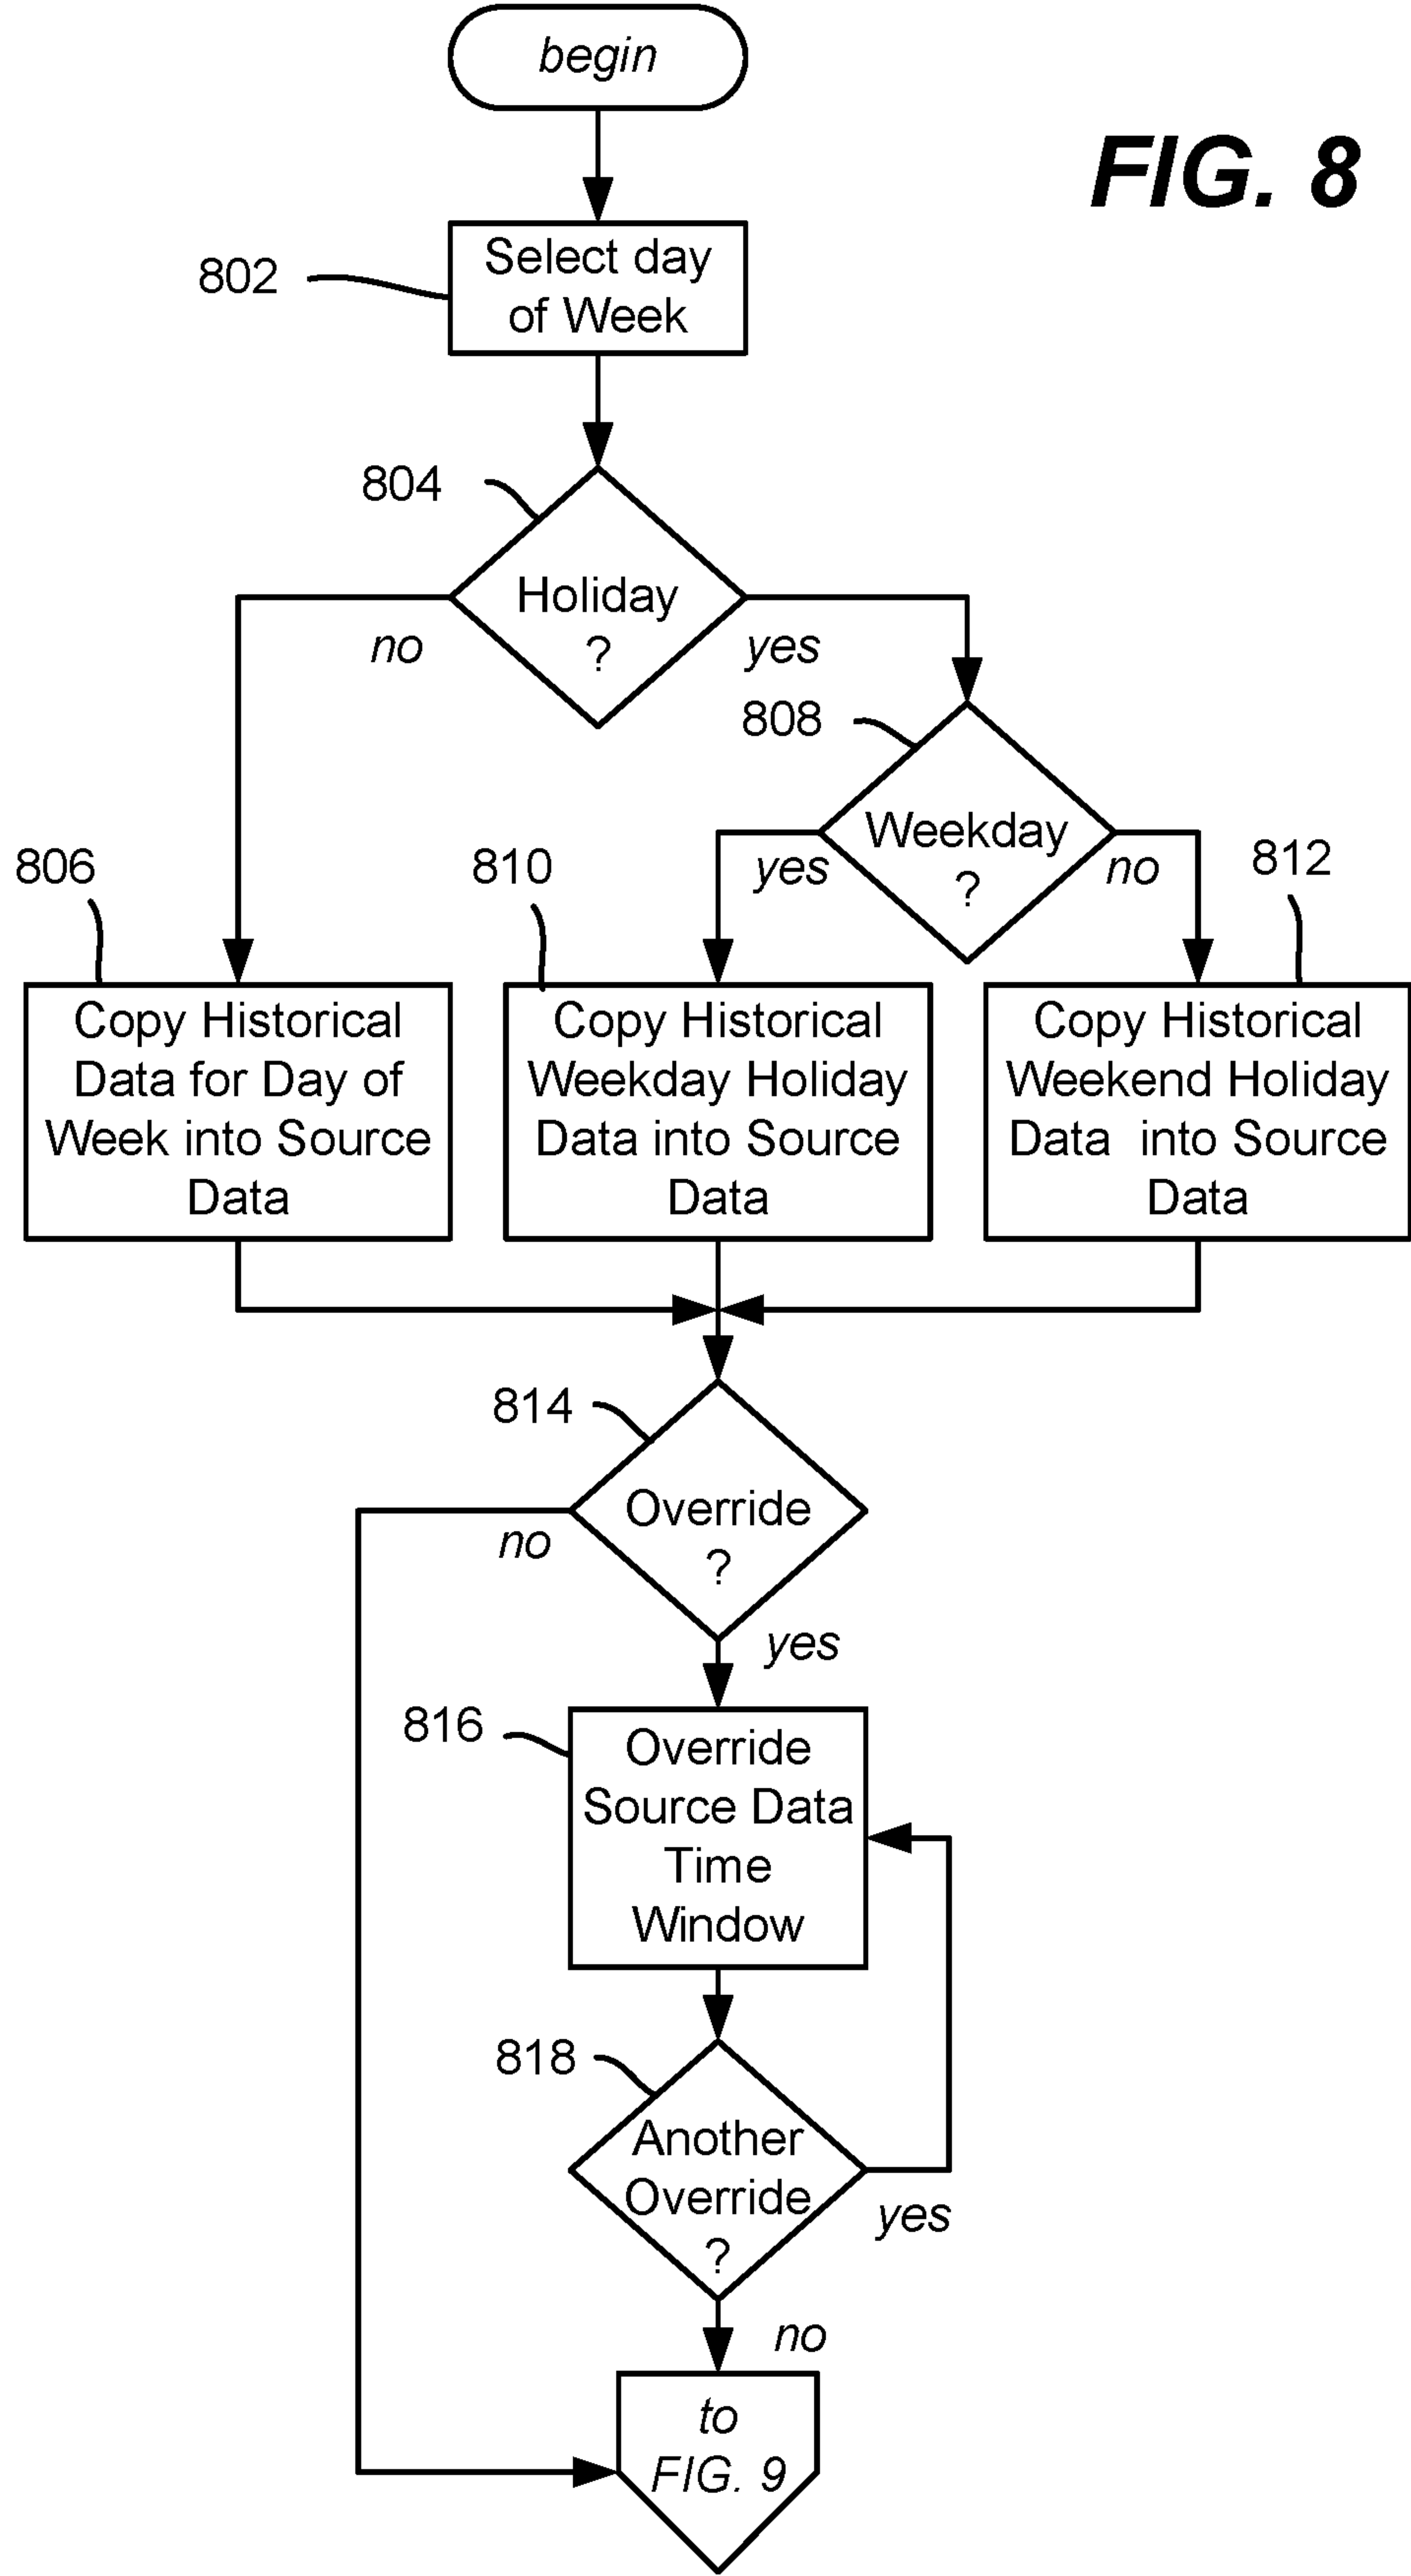 begin
FIG. 8
802
Select day
of Week
804
Holiday
?
no
yes
808
Weekday
?
yes
no
806
810
812
Copy Historical
Data for Day of
Week into Source
Data
Copy Historical
Weekday Holiday
Data into Source
Data
Copy Historical
Weekend Holiday
Data into Source
Data
814
Override
?
no
yes
816
Override
Source Data
Time
Window
818
Another
Override
?
yes
no
to
FIG. 9